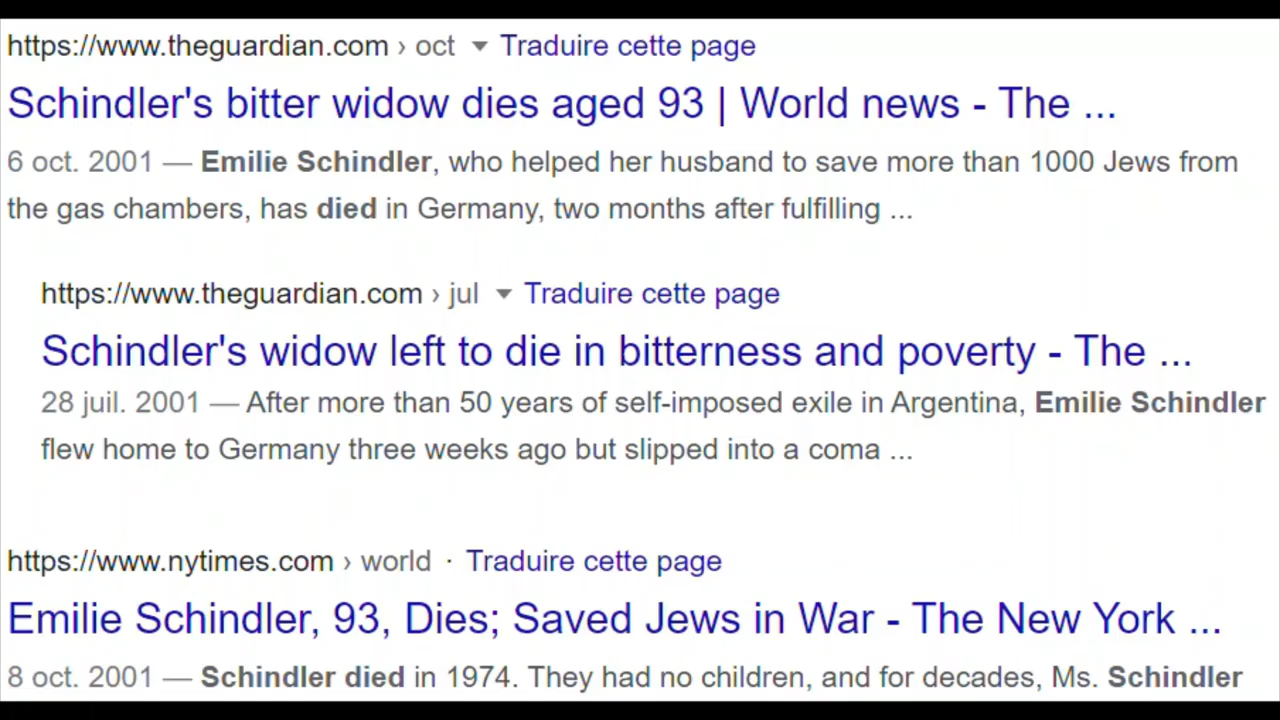 https://www.theguardian.com › oct ▼ Traduire cette page
Schindler's bitter widow dies aged 93 | World news - The ...
6 oct. 2001 — Emilie Schindler, who helped her husband to save more than 1000 Jews from
the gas chambers, has died in Germany, two months after fulfilling ...
https://www.theguardian.com › jul ▼ Traduire cette page
Schindler's widow left to die in bitterness and poverty - The ...
28 juil. 2001 — After more than 50 years of self-imposed exile in Argentina, Emilie Schindler
flew home to Germany three weeks ago but slipped into a coma ...
https://www.nytimes.com › world · Traduire cette page
Emilie Schindler, 93, Dies; Saved Jews in War - The New York ...
8 oct. 2001 — Schindler died in 1974. They had no children, and for decades, Ms. Schindler